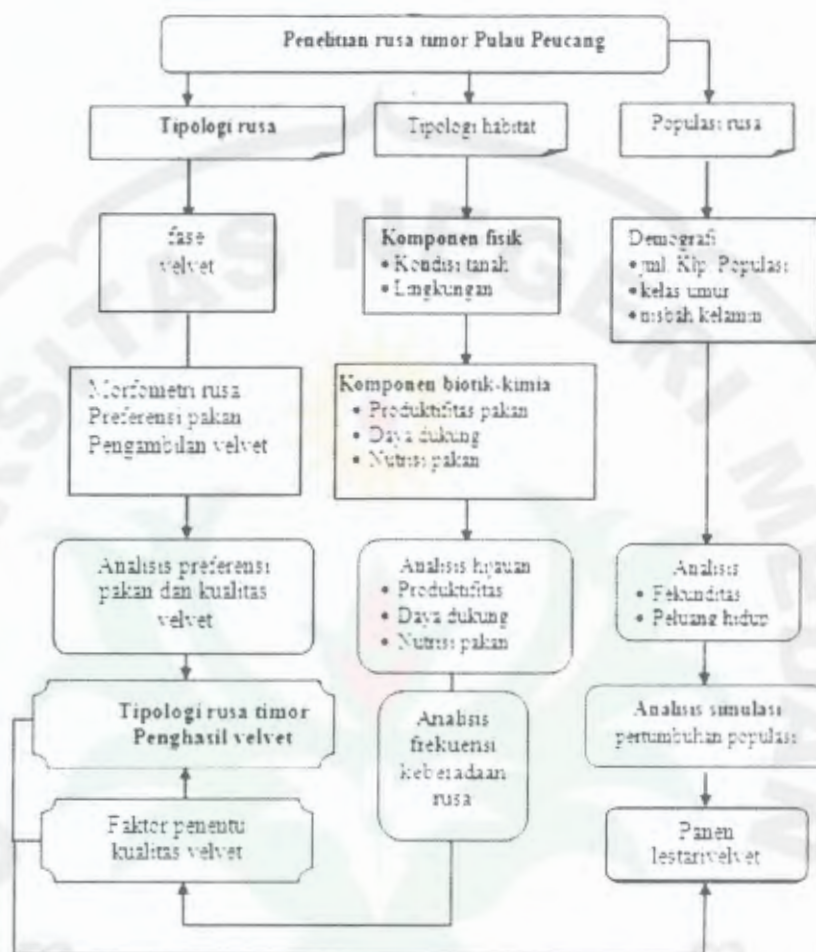 Penelitian rusa timor Pulau Peucang
Tipologi rusa
Tipologi habitat
Populasi rusa
fase
velvet
Komponen fisik
• Kondisi tanah
• Lingkungan
Demografi
• jml. Klp. Populasi
• kelas umur
• nisbah kelamin
Morfometri rusa
Preferensi pakan
Pengambilan velvet
Komponen biotik-kimia
• Produktifitas pakan
• Daya dukung
• Nutrisi pakan
Analisis preferensi
pakan dan kualitas
velvet
Analisis hijauan
• Produktifitas
• Daya dukung
• Nutrisi pakan
Analisis
• Fekunditas
• Peluang hidup
Tipologi rusa timor
Penghasil velvet
Analisis
frekuensi
keberadaan
rusa
Analisis simulasi
pertumbuhan populasi
Faktor penentu
kualitas velvet
Panen
lestarivelvet
SITAS NEGERI MEDAN